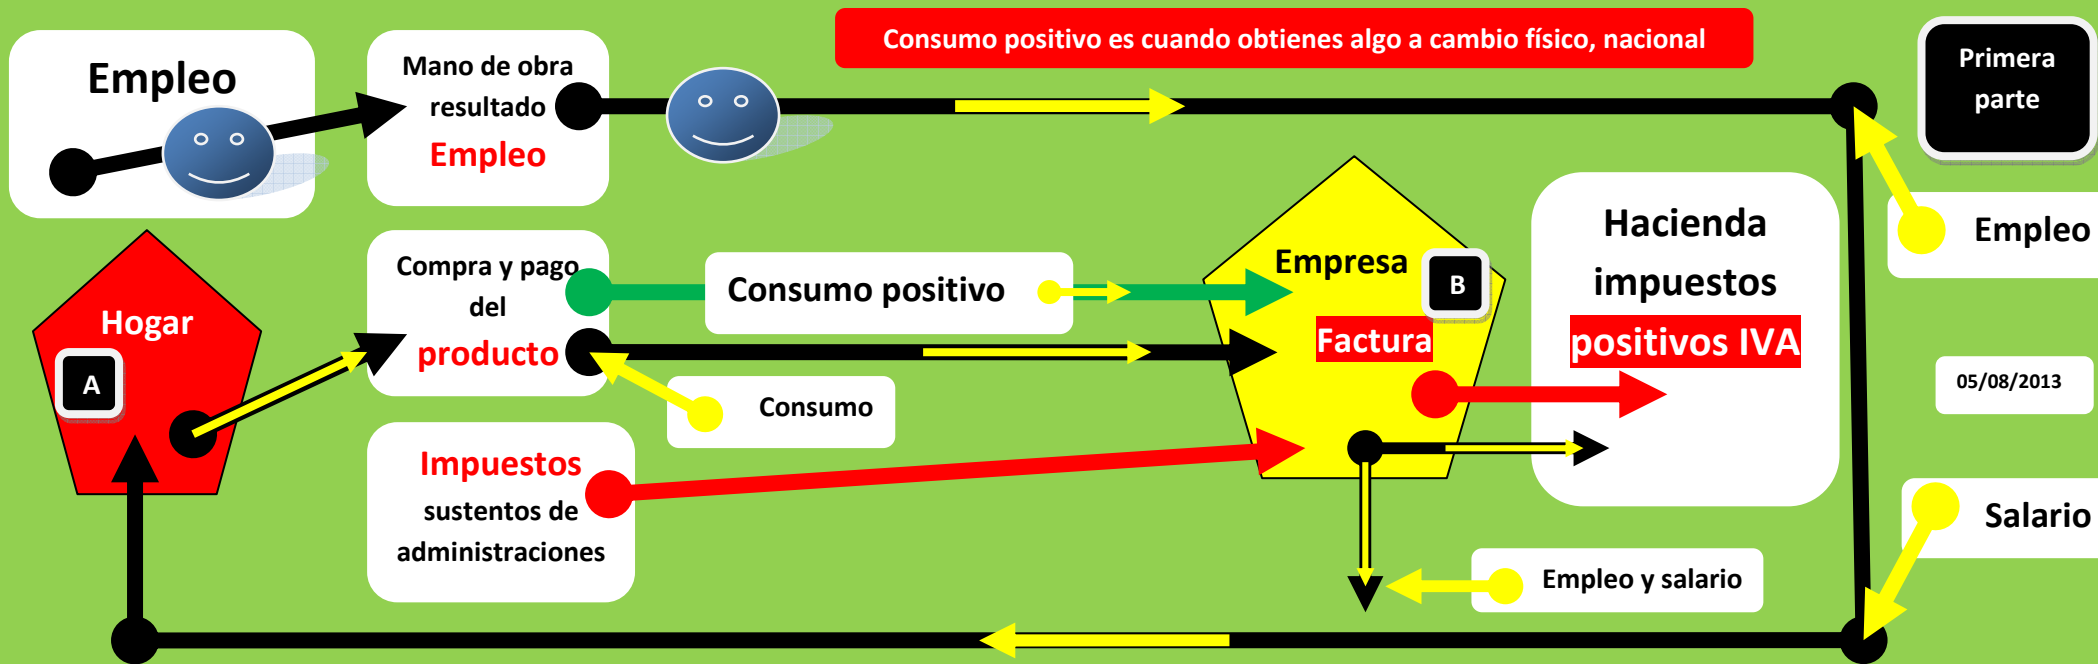 Consumo positivo es cuando obtienes algo a cambio físico, nacional
Primera
parte
Empleo
Mano de obra
resultado
Empleo
Empleo
Hogar
A
Compra y pago
del
producto
Consumo positivo
Consumo
Empresa
B
Factura
Hacienda
impuestos
positivos IVA
05/08/2013
Impuestos
sustentos de
administraciones
Salario
Empleo y salario